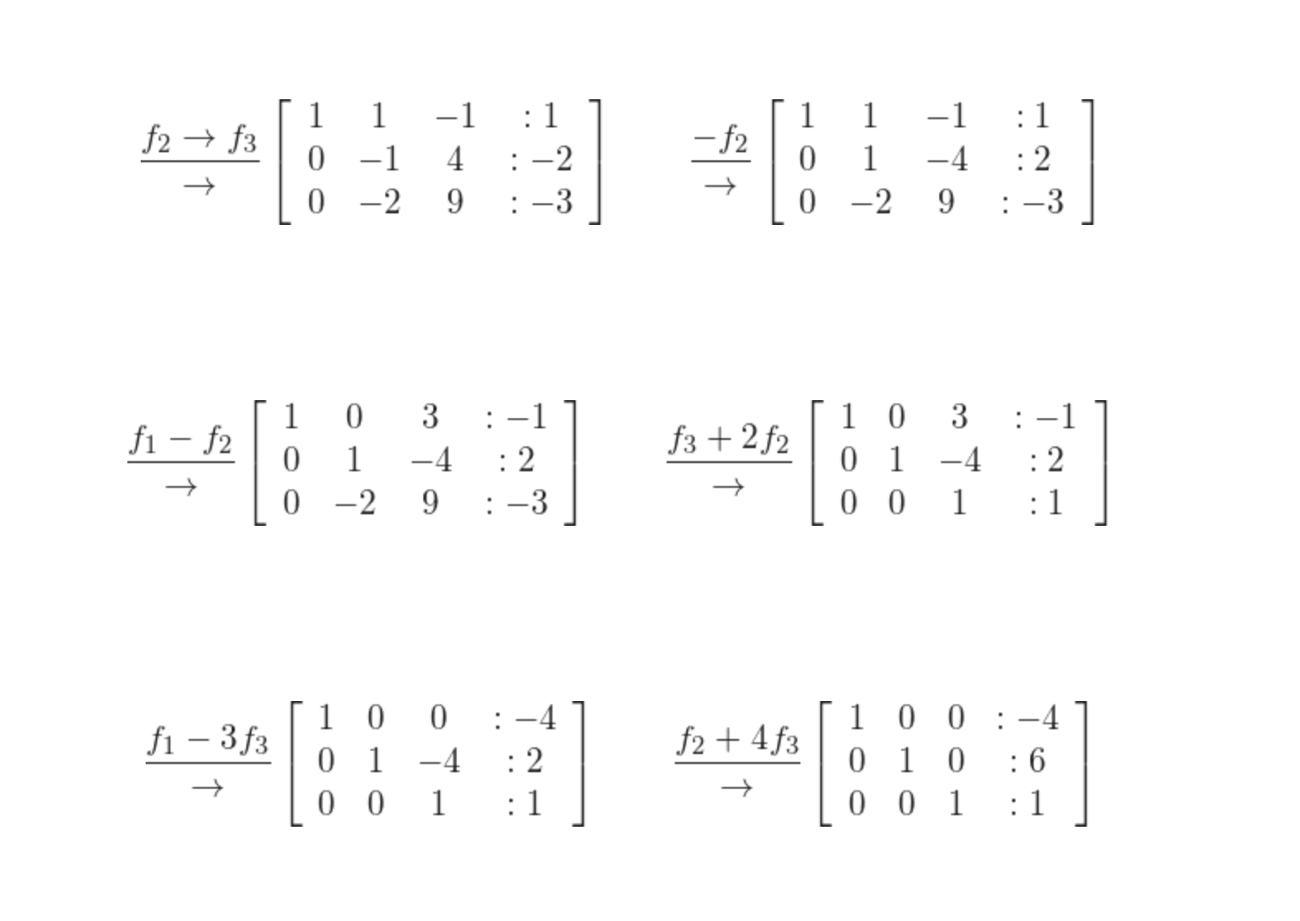 f₂ → f₃ → [ 1 1 −1 : 1 ] −f₂ → [ 1 1 −1 : 1 ]
[ 0 −1 4 : −2 ] [ 0 1 −4 : 2 ]
[ 0 −2 9 : −3 ] [ 0 −2 9 : −3 ]
f₁ − f₂ → [ 1 0 3 : −1 ] f₃ + 2f₂ → [ 1 0 3 : −1 ]
[ 0 1 −4 : 2 ] [ 0 1 −4 : 2 ]
[ 0 −2 9 : −3 ] [ 0 0 1 : 1 ]
f₁ − 3f₃ → [ 1 0 0 : −4 ] f₂ + 4f₃ → [ 1 0 0 : −4 ]
[ 0 1 −4 : 2 ] [ 0 1 0 : 6 ]
[ 0 0 1 : 1 ] [ 0 0 1 : 1 ]